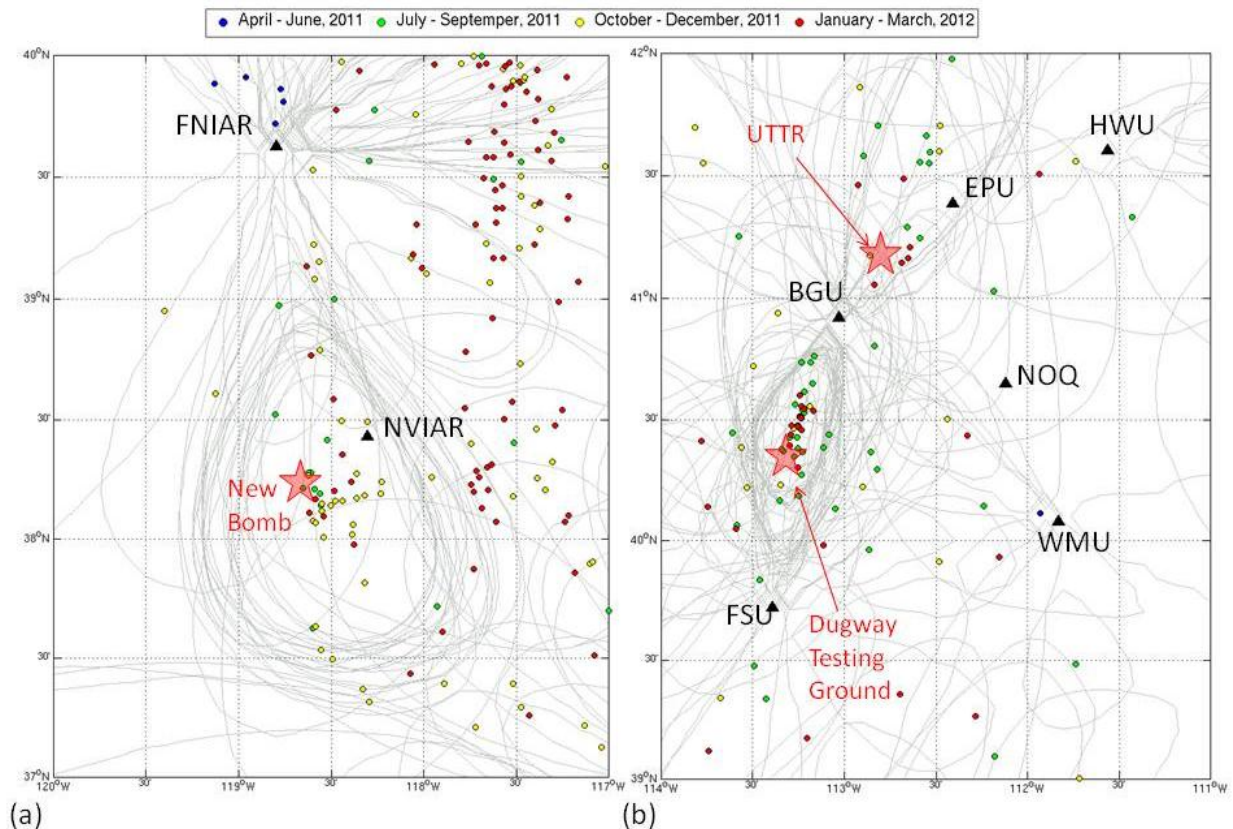 April - June, 2011 July - Septemper, 2011 October - December, 2011 January - March, 2012
40°N
30'
39°N
30'
38°N
30'
37°N
120°W 30' 119°W 30' 118°W 30' 117°W
FNIAR
NVIAR
New
Bomb
(a)
42°N
30'
41°N
30'
40°N
30'
39°N
114°W 30' 113°W 30' 112°W 30' 111°W
UTTR
HWU
EPU
BGU
NOQ
WMU
FSU
Dugway
Testing
Ground
(b)